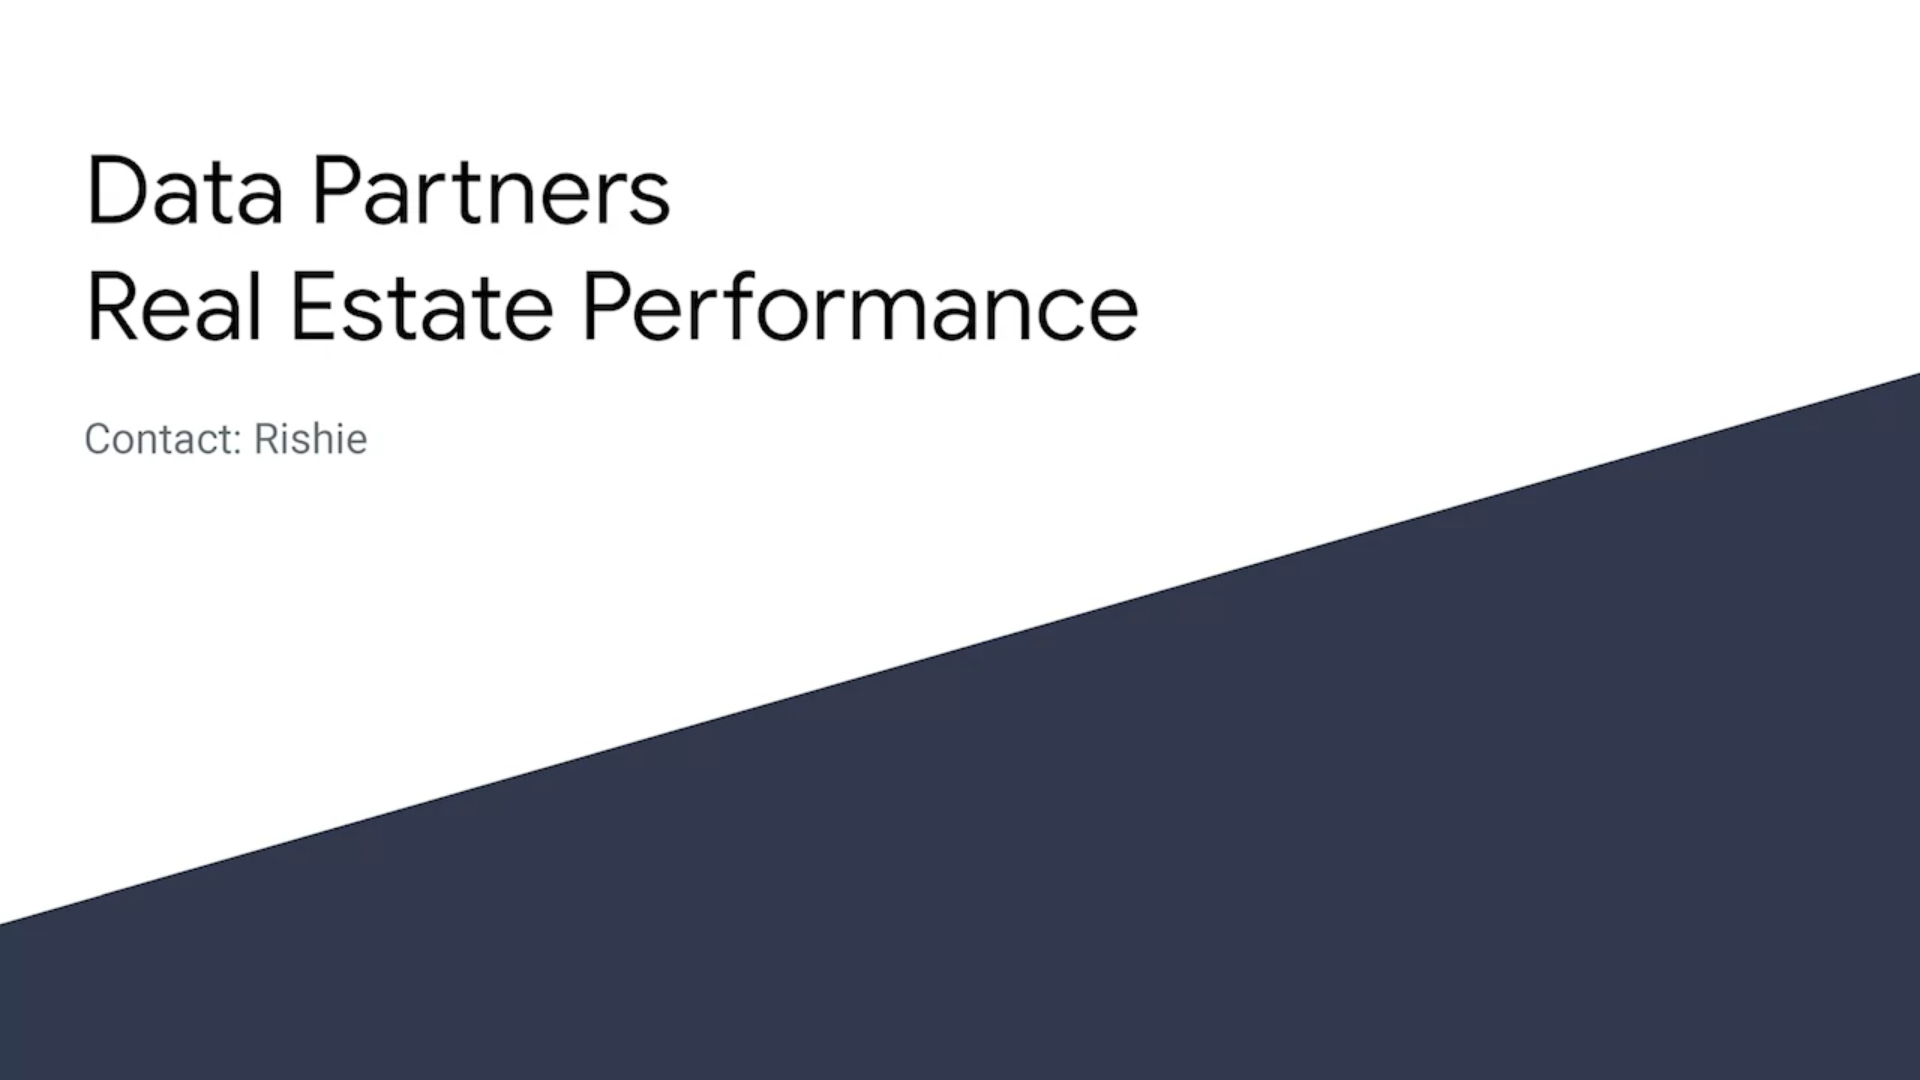 Data Partners
Real Estate Performance
Contact: Rishie